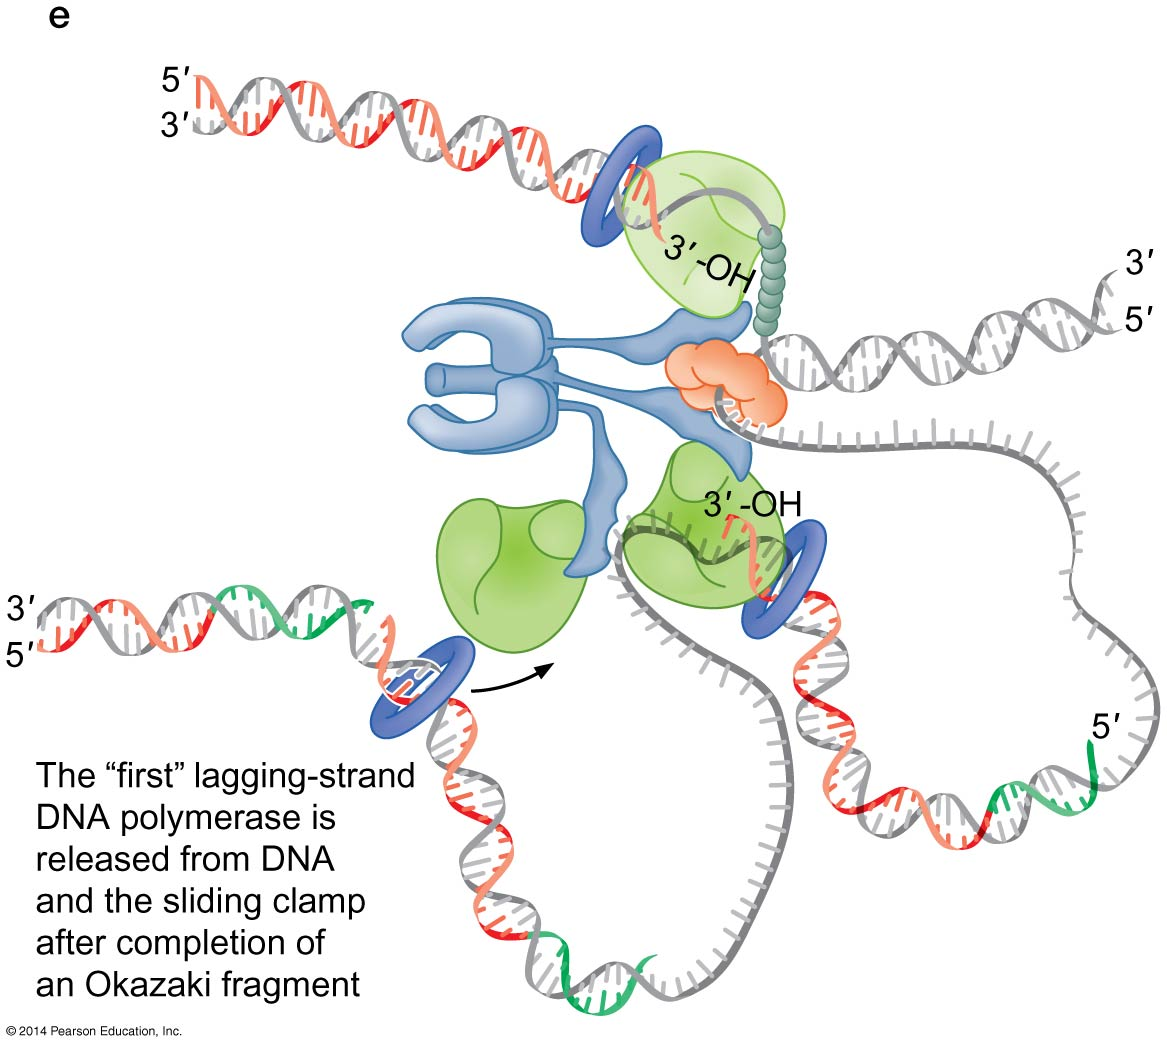 e
5′
3′
3′-OH
3′
5′
3′-OH
3′
5′
5′
The “first” lagging-strand
DNA polymerase is
released from DNA
and the sliding clamp
after completion of
an Okazaki fragment
© 2014 Pearson Education, Inc.